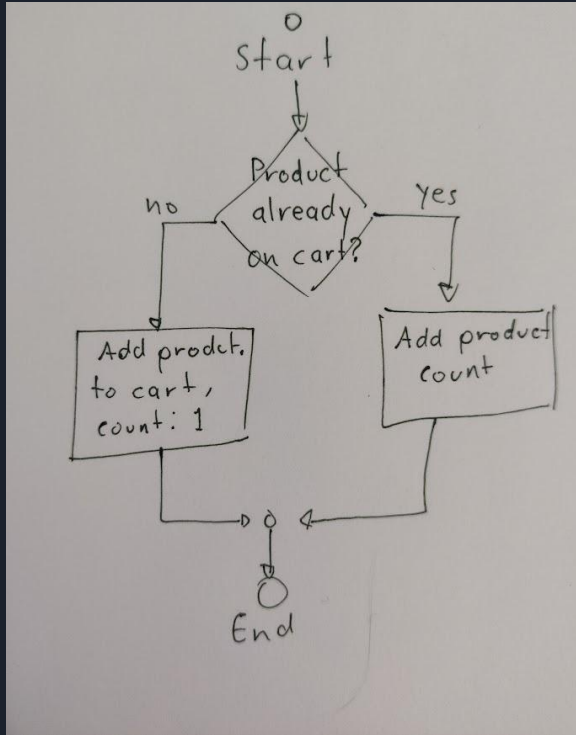 Start
Product
already
on cart?
no
yes
Add prodct.
to cart,
count: 1
Add product
count
End